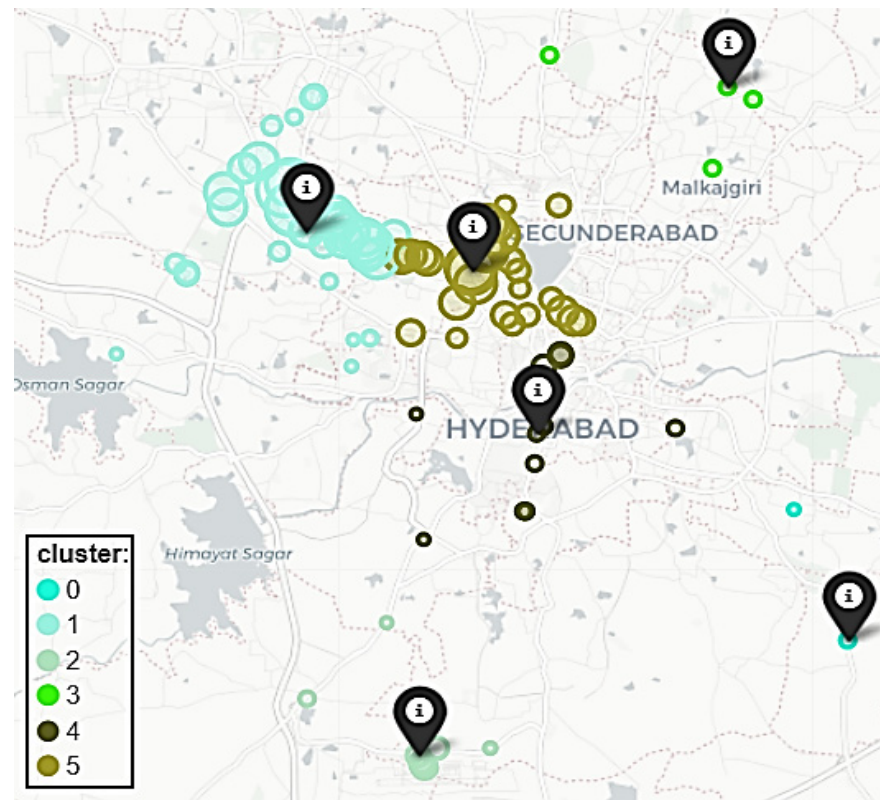 i
Malkajgiri
i
i
SECUNDERABAD
Osman Sagar
i
HYDERABAD
cluster:
Himayat Sagar
0
1
2
3
4
5
i
i